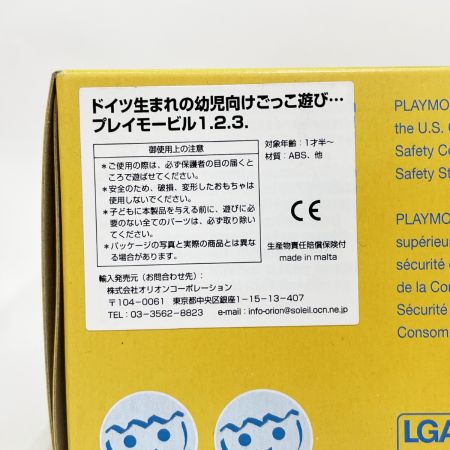 ドイツ生まれの幼児向けごっこ遊び…
プレイモービル1.2.3.
御使用上の注意
*ご使用の際は、必ず保護者の目の届くと
ころで遊ばせてください。
*安全のため、破損、変形したおもちゃは
使用しないでください。
*子どもに本製品を与える前に、遊びに必
要のない全てのパーツは、必ず取り除い
てください。
*パッケージの写真と実際の商品とは異な
る場合があります。
対象年齢:1才半〜
材質:ABS、他
CE
生産物責任賠償保険付
made in malta
輸入発売元(お問合わせ先):
株式会社オリオンコーポレーション
〒104-0061 東京都中央区銀座1-15-13-407
TEL:03-3562-8823 e-mail:info-orion@soleil.ocn.ne.jp
PLAYMO
the U.S. C
Safety Ce
Safety St
PLAYMO
supérieur
sécurité
de la Con
Sécurité
Consom
LGA